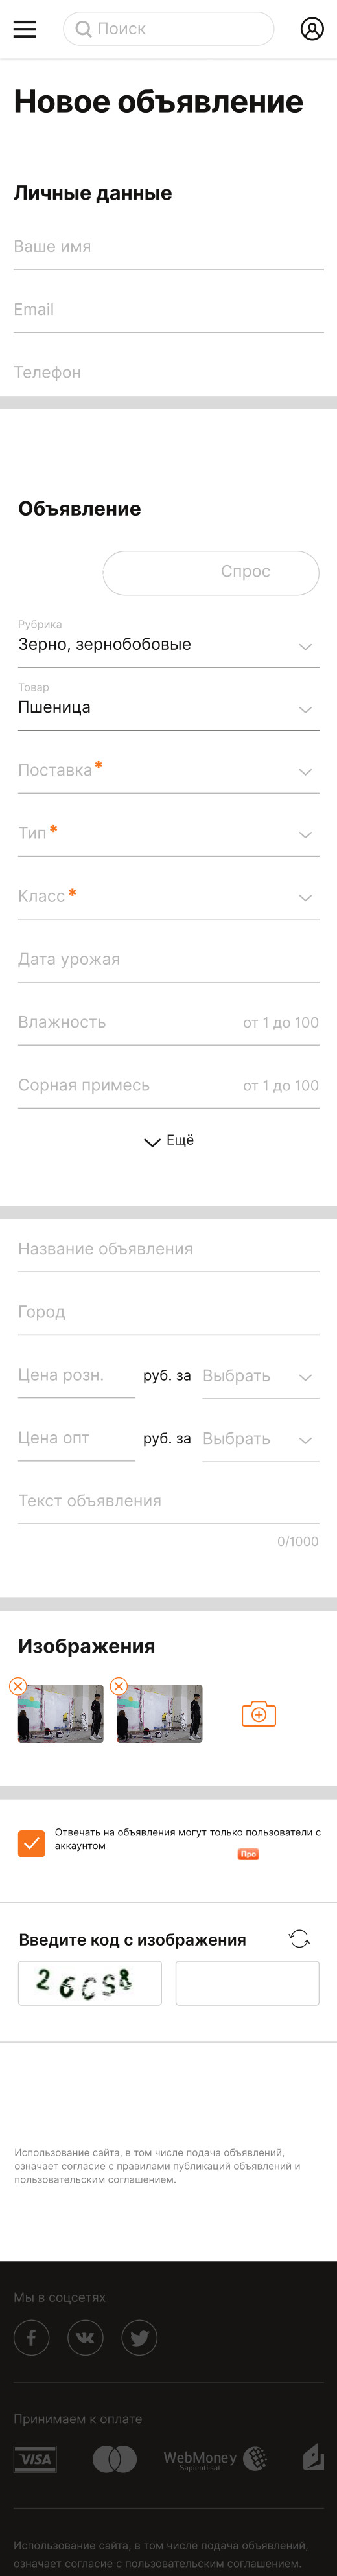 Поиск
Новое объявление
Личные данные
Ваше имя
Email
Телефон
Объявление
Спрос
Рубрика
Зерно, зернобобовые
Товар
Пшеница
Поставка *
Тип *
Класс *
Дата урожая
Влажность от 1 до 100
Сорная примесь от 1 до 100
Ещё
Название объявления
Город
Цена розн. руб. за Выбрать
Цена опт руб. за Выбрать
Текст объявления
0/1000
Изображения
Отвечать на объявления могут только пользователи с
аккаунтом
Про
Введите код с изображения
26CS8
Использование сайта, в том числе подача объявлений,
означает согласие с правилами публикаций объявлений и
пользовательским соглашением.
Мы в соцсетях
Принимаем к оплате
VISA
WebMoney
Sapienti sat
Использование сайта, в том числе подача объявлений,
означает согласие с пользовательским соглашением.